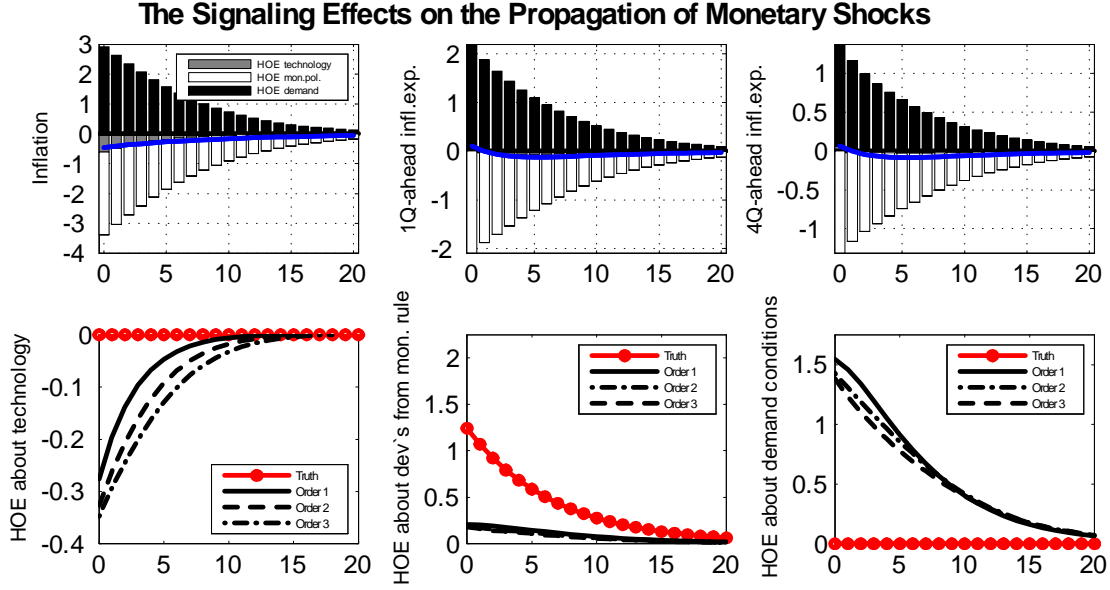 The Signaling Effects on the Propagation of Monetary Shocks
Inflation
3
2
1
0
-1
-2
-3
-4
HOE technology
HOE mon.pol.
HOE demand
0 5 10 15 20
1Q-ahead infl.exp.
2
1
0
-1
-2
0 5 10 15 20
4Q-ahead infl.exp.
1
0.5
0
-0.5
-1
0 5 10 15 20
HOE about technology
0
-0.1
-0.2
-0.3
-0.4
Truth
Order 1
Order 2
Order 3
0 5 10 15 20
HOE about dev`s from mon. rule
2
1.5
1
0.5
0
Truth
Order 1
Order 2
Order 3
0 5 10 15 20
HOE about demand conditions
1.5
1
0.5
0
Truth
Order 1
Order 2
Order 3
0 5 10 15 20